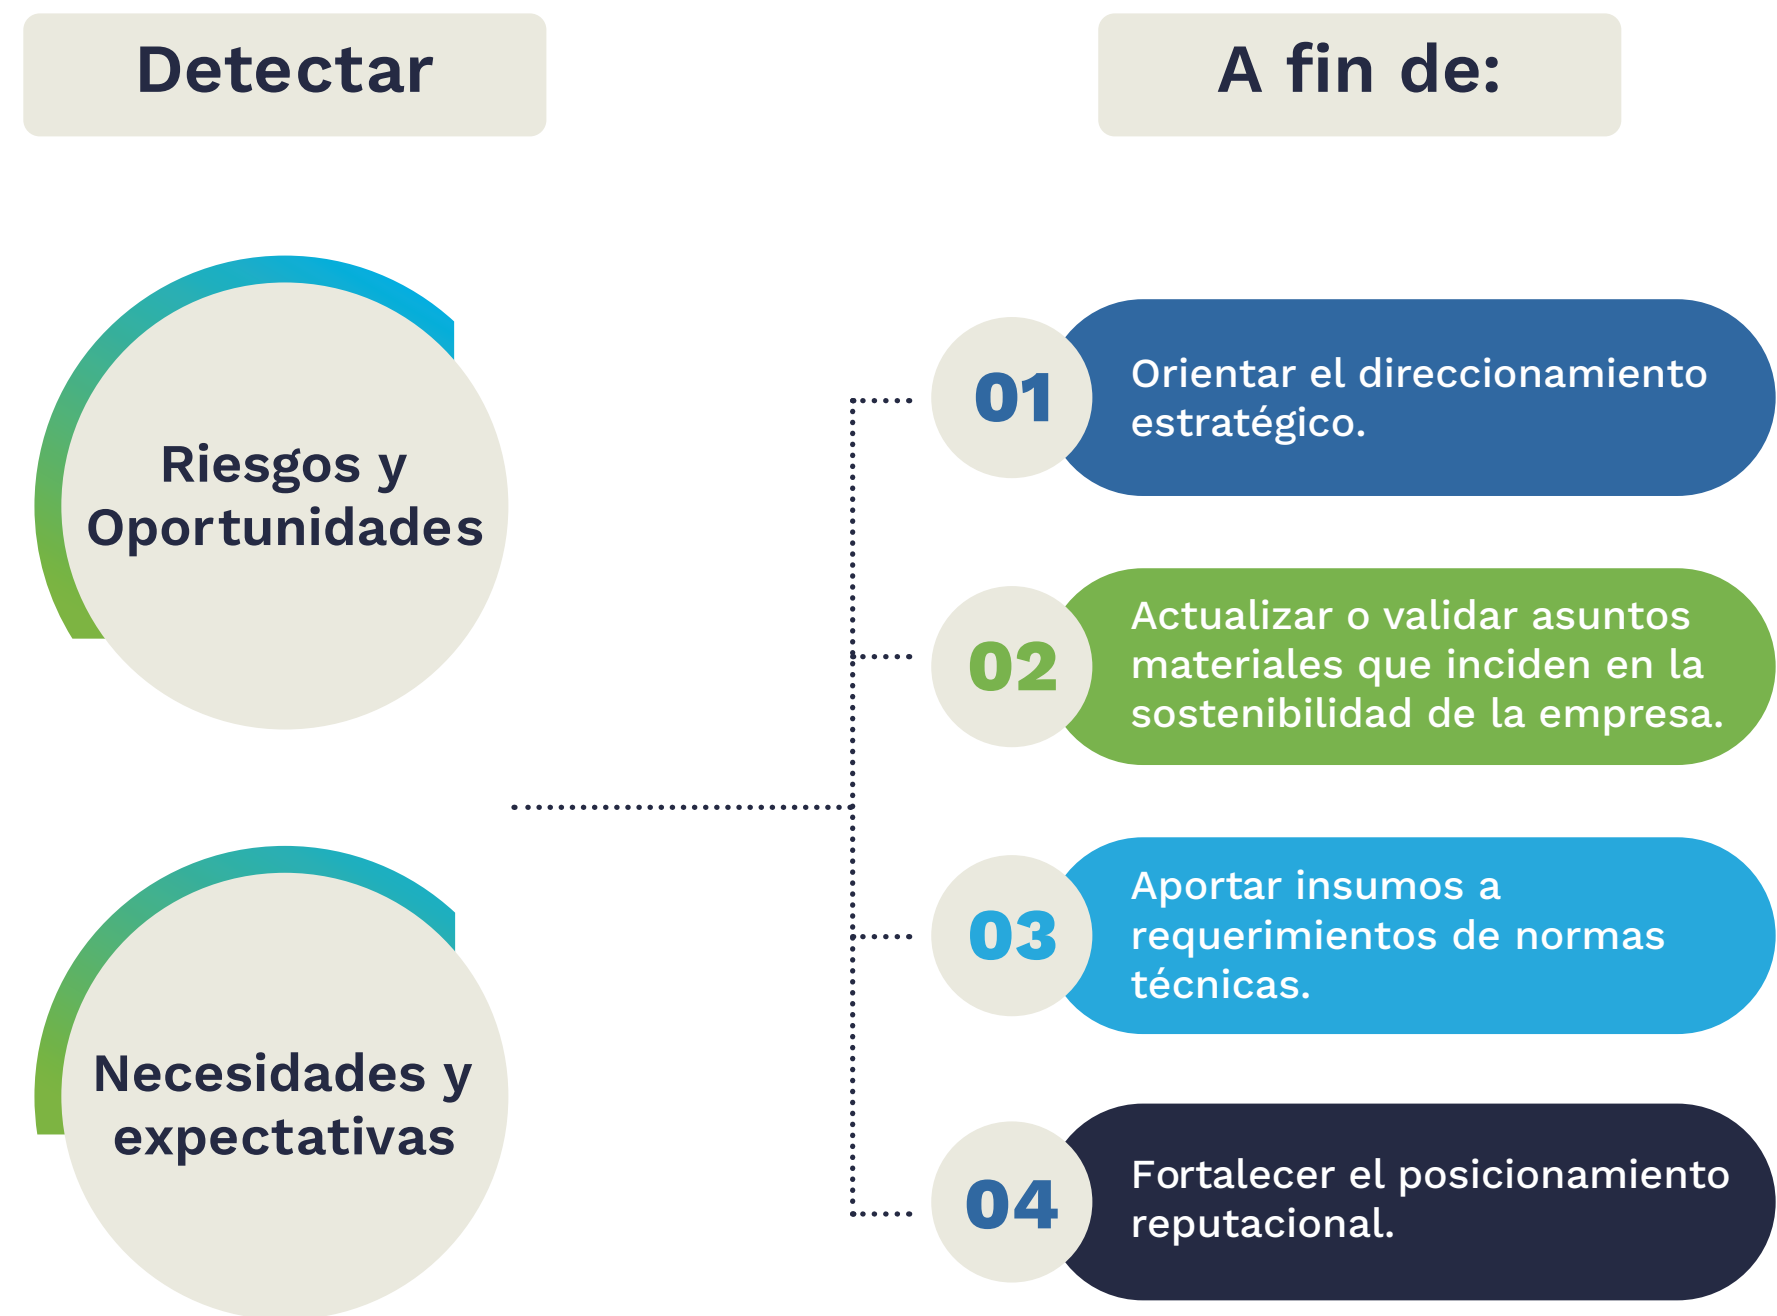 Detectar
A fin de:
Riesgos y
Oportunidades
Necesidades y
expectativas
01
Orientar el direccionamiento
estratégico.
02
Actualizar o validar asuntos
materiales que inciden en la
sostenibilidad de la empresa.
03
Aportar insumos a
requerimientos de normas
técnicas.
04
Fortalecer el posicionamiento
reputacional.